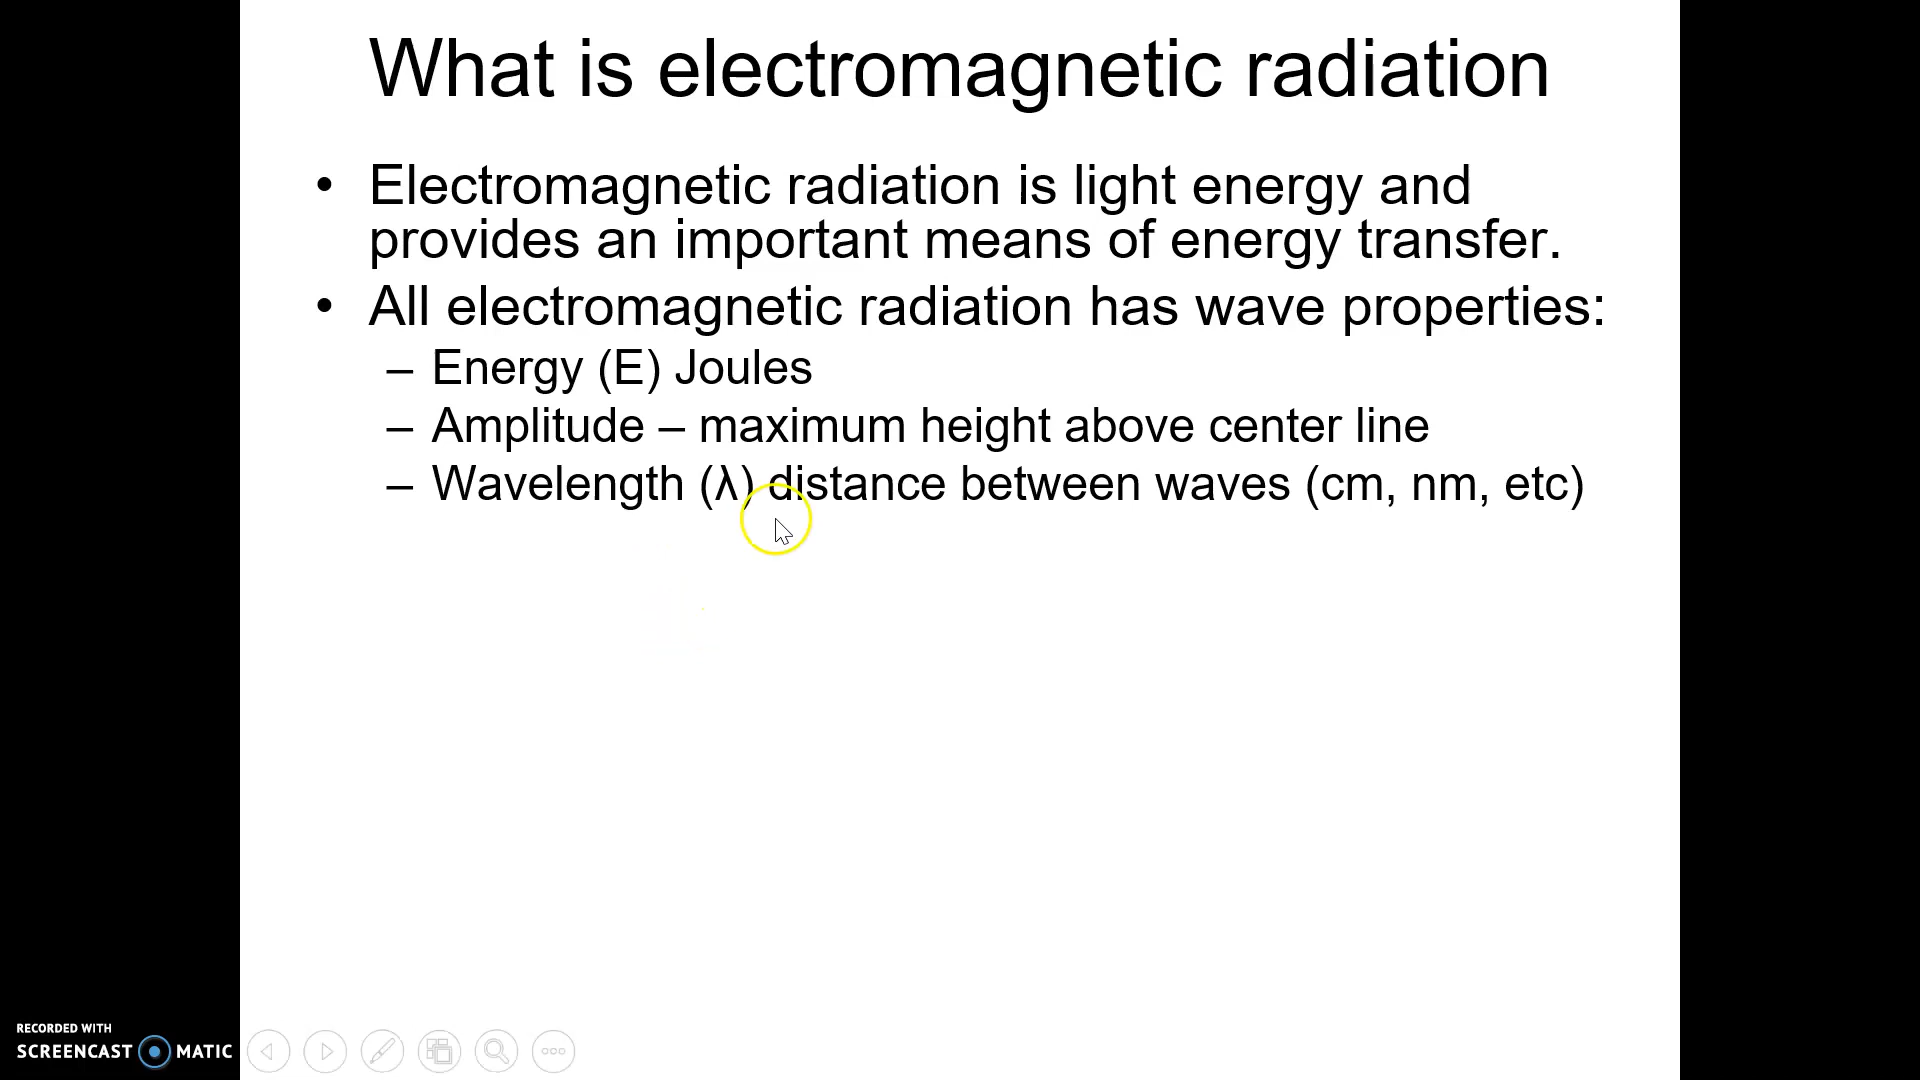 What is electromagnetic radiation
• Electromagnetic radiation is light energy and
provides an important means of energy transfer.
• All electromagnetic radiation has wave properties:
– Energy (E) Joules
– Amplitude – maximum height above center line
– Wavelength (λ) distance between waves (cm, nm, etc)
RECORDED WITH
SCREENCAST MATIC